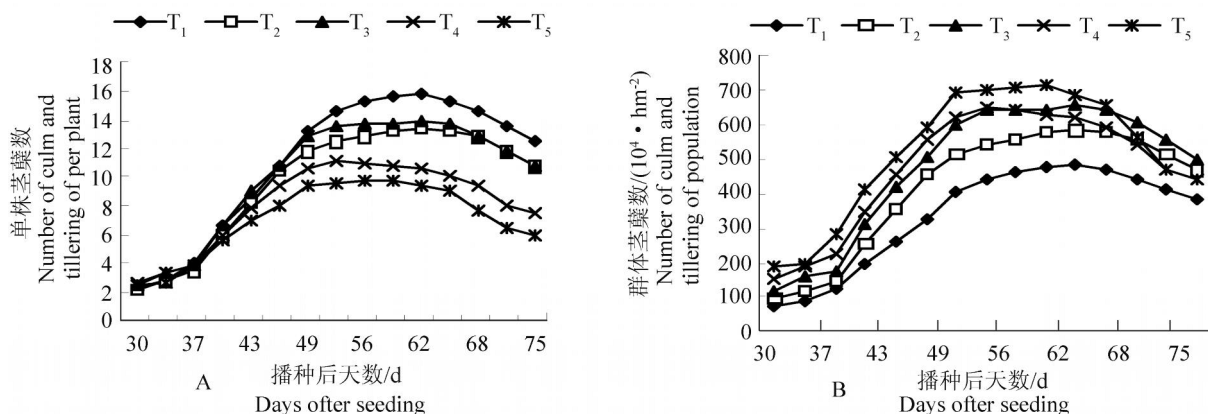 T1 T2 T3 T4 T5
单株茎蘖数
Number of culm and
tillering of per plant
18
16
14
12
10
8
6
4
2
0
30 37 43 49 56 62 68 75
播种后天数/d
A
Days ofter seeding
T1 T2 T3 T4 T5
群体茎蘖数/(10⁴·hm⁻²)
Number of culm and
tillering of population
800
700
600
500
400
300
200
100
0
30 37 43 49 56 62 68 75
播种后天数/d
B
Days ofter seeding